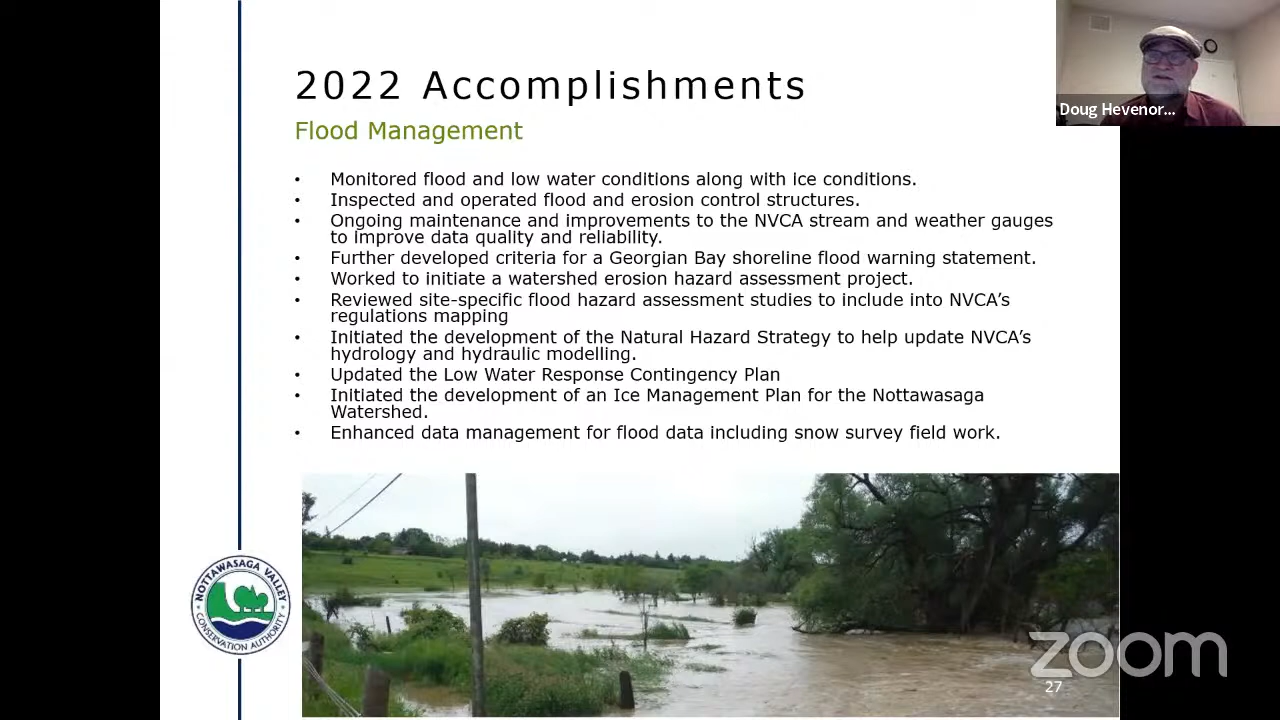 2022 Accomplishments
Flood Management
• Monitored flood and low water conditions along with ice conditions.
• Inspected and operated flood and erosion control structures.
• Ongoing maintenance and improvements to the NVCA stream and weather gauges
to improve data quality and reliability.
• Further developed criteria for a Georgian Bay shoreline flood warning statement.
• Worked to initiate a watershed erosion hazard assessment project.
• Reviewed site-specific flood hazard assessment studies to include into NVCA's
regulations mapping
• Initiated the development of the Natural Hazard Strategy to help update NVCA's
hydrology and hydraulic modelling.
• Updated the Low Water Response Contingency Plan
• Initiated the development of an Ice Management Plan for the Nottawasaga
Watershed.
• Enhanced data management for flood data including snow survey field work.
Doug Hevenor...
NOTTAWASAGA VALLEY
CONSERVATION AUTHORITY
zoom
27